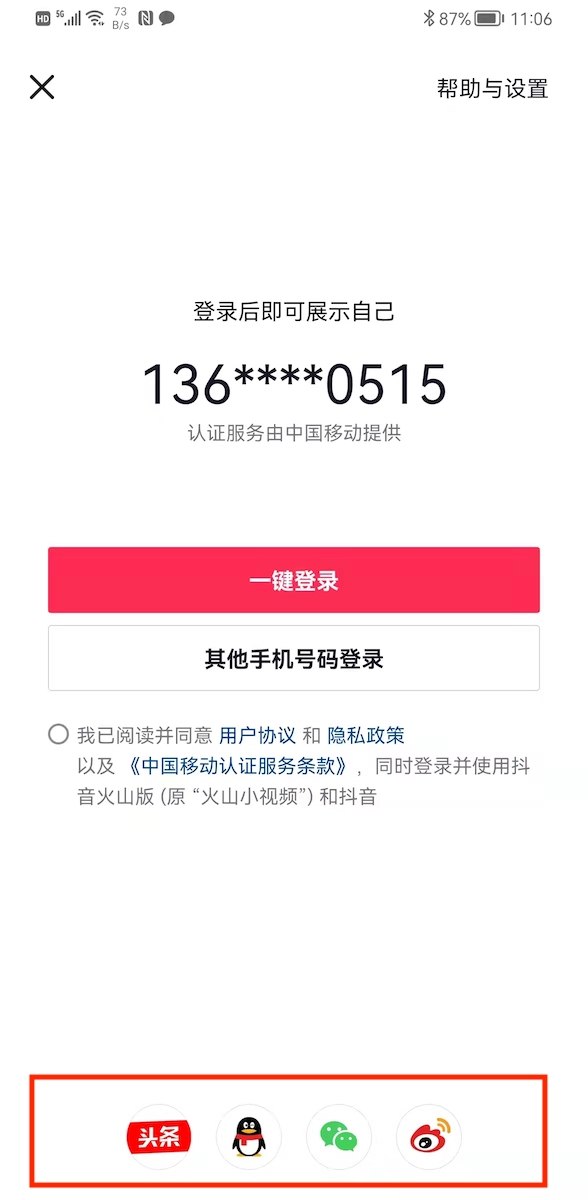 HD 5G 73 B/s 87% 11:06
帮助与设置
登录后即可展示自己
136****0515
认证服务由中国移动提供
一键登录
其他手机号码登录
我已阅读并同意 用户协议 和 隐私政策
以及 《中国移动认证服务条款》，同时登录并使用抖
音火山版 (原 “火山小视频”) 和抖音
头条